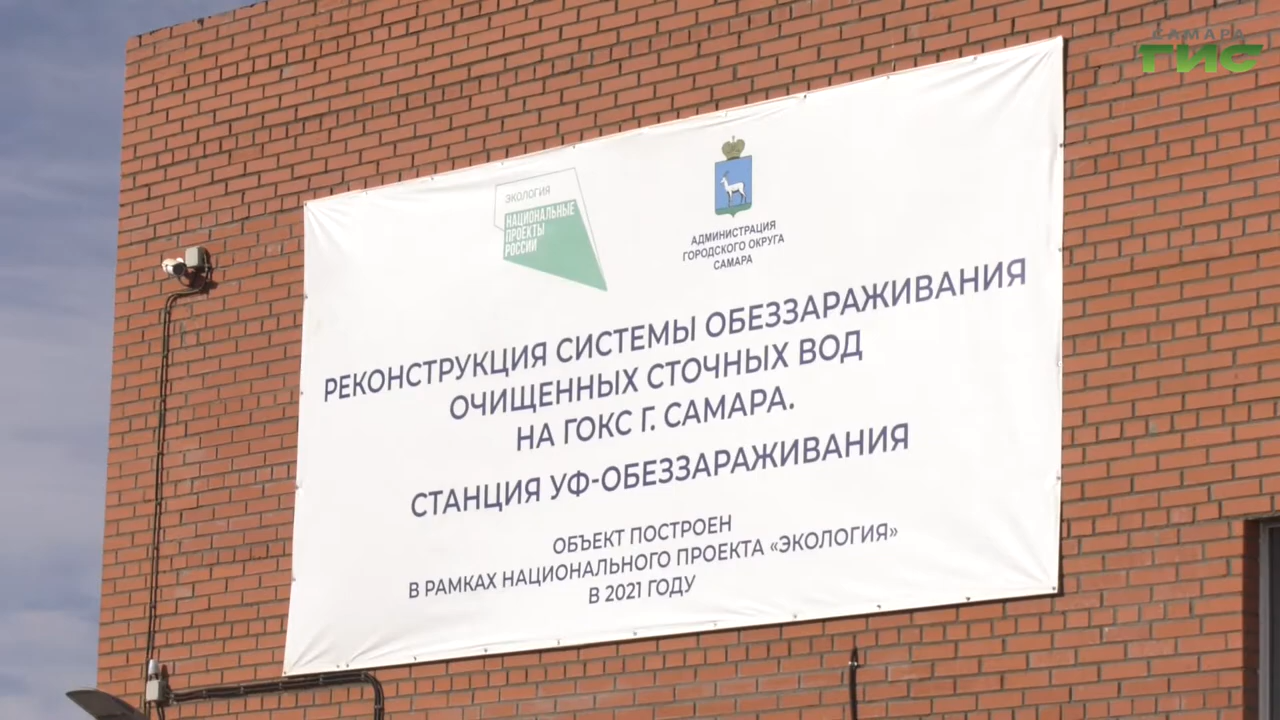 САМАРА
ГИС
ЭКОЛОГИЯ
НАЦИОНАЛЬНЫЕ
ПРОЕКТЫ
РОССИИ
АДМИНИСТРАЦИЯ
ГОРОДСКОГО ОКРУГА
САМАРА
РЕКОНСТРУКЦИЯ СИСТЕМЫ ОБЕЗЗАРАЖИВАНИЯ
ОЧИЩЕННЫХ СТОЧНЫХ ВОД
НА ГОКС Г. САМАРА.
СТАНЦИЯ УФ-ОБЕЗЗАРАЖИВАНИЯ
ОБЪЕКТ ПОСТРОЕН
В РАМКАХ НАЦИОНАЛЬНОГО ПРОЕКТА «ЭКОЛОГИЯ»
В 2021 ГОДУ